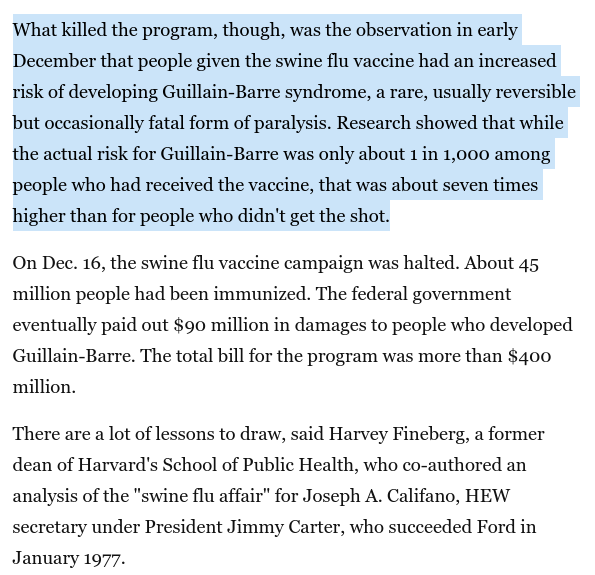 What killed the program, though, was the observation in early
December that people given the swine flu vaccine had an increased
risk of developing Guillain-Barre syndrome, a rare, usually reversible
but occasionally fatal form of paralysis. Research showed that while
the actual risk for Guillain-Barre was only about 1 in 1,000 among
people who had received the vaccine, that was about seven times
higher than for people who didn't get the shot.
On Dec. 16, the swine flu vaccine campaign was halted. About 45
million people had been immunized. The federal government
eventually paid out $90 million in damages to people who developed
Guillain-Barre. The total bill for the program was more than $400
million.
There are a lot of lessons to draw, said Harvey Fineberg, a former
dean of Harvard's School of Public Health, who co-authored an
analysis of the "swine flu affair" for Joseph A. Califano, HEW
secretary under President Jimmy Carter, who succeeded Ford in
January 1977.